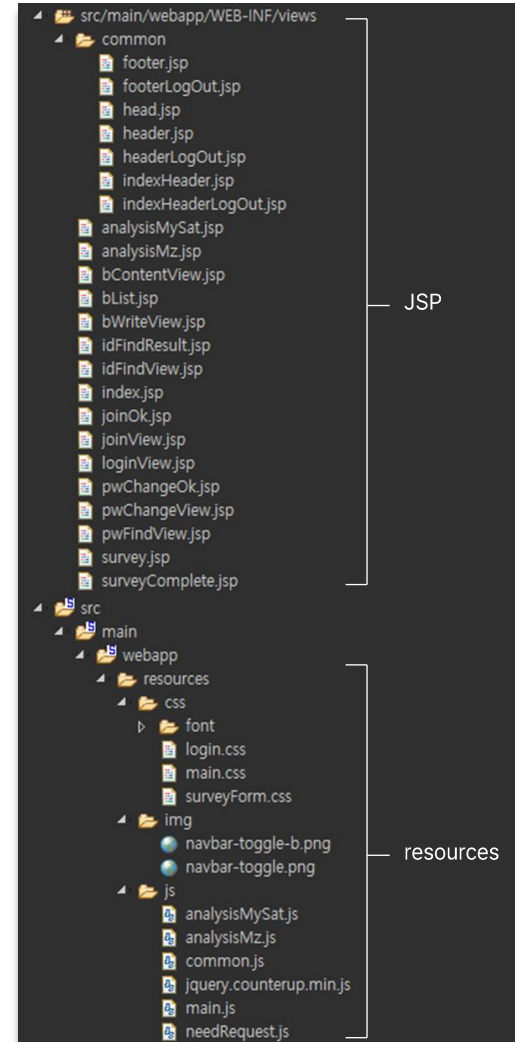 src/main/webapp/WEB-INF/views
common
footer.jsp
footerLogOut.jsp
head.jsp
header.jsp
headerLogOut.jsp
indexHeader.jsp
indexHeaderLogOut.jsp
analysisMySat.jsp
analysisMz.jsp
bContentView.jsp
bList.jsp
JSP
bWriteView.jsp
idFindResult.jsp
idFindView.jsp
index.jsp
joinOk.jsp
joinView.jsp
loginView.jsp
pwChangeOk.jsp
pwChangeView.jsp
pwFindView.jsp
survey.jsp
surveyComplete.jsp
src
main
webapp
resources
css
font
login.css
main.css
surveyForm.css
img
navbar-toggle-b.png
resources
navbar-toggle.png
js
analysisMySat.js
analysisMz.js
common.js
jquery.counterup.min.js
main.js
needRequest.js